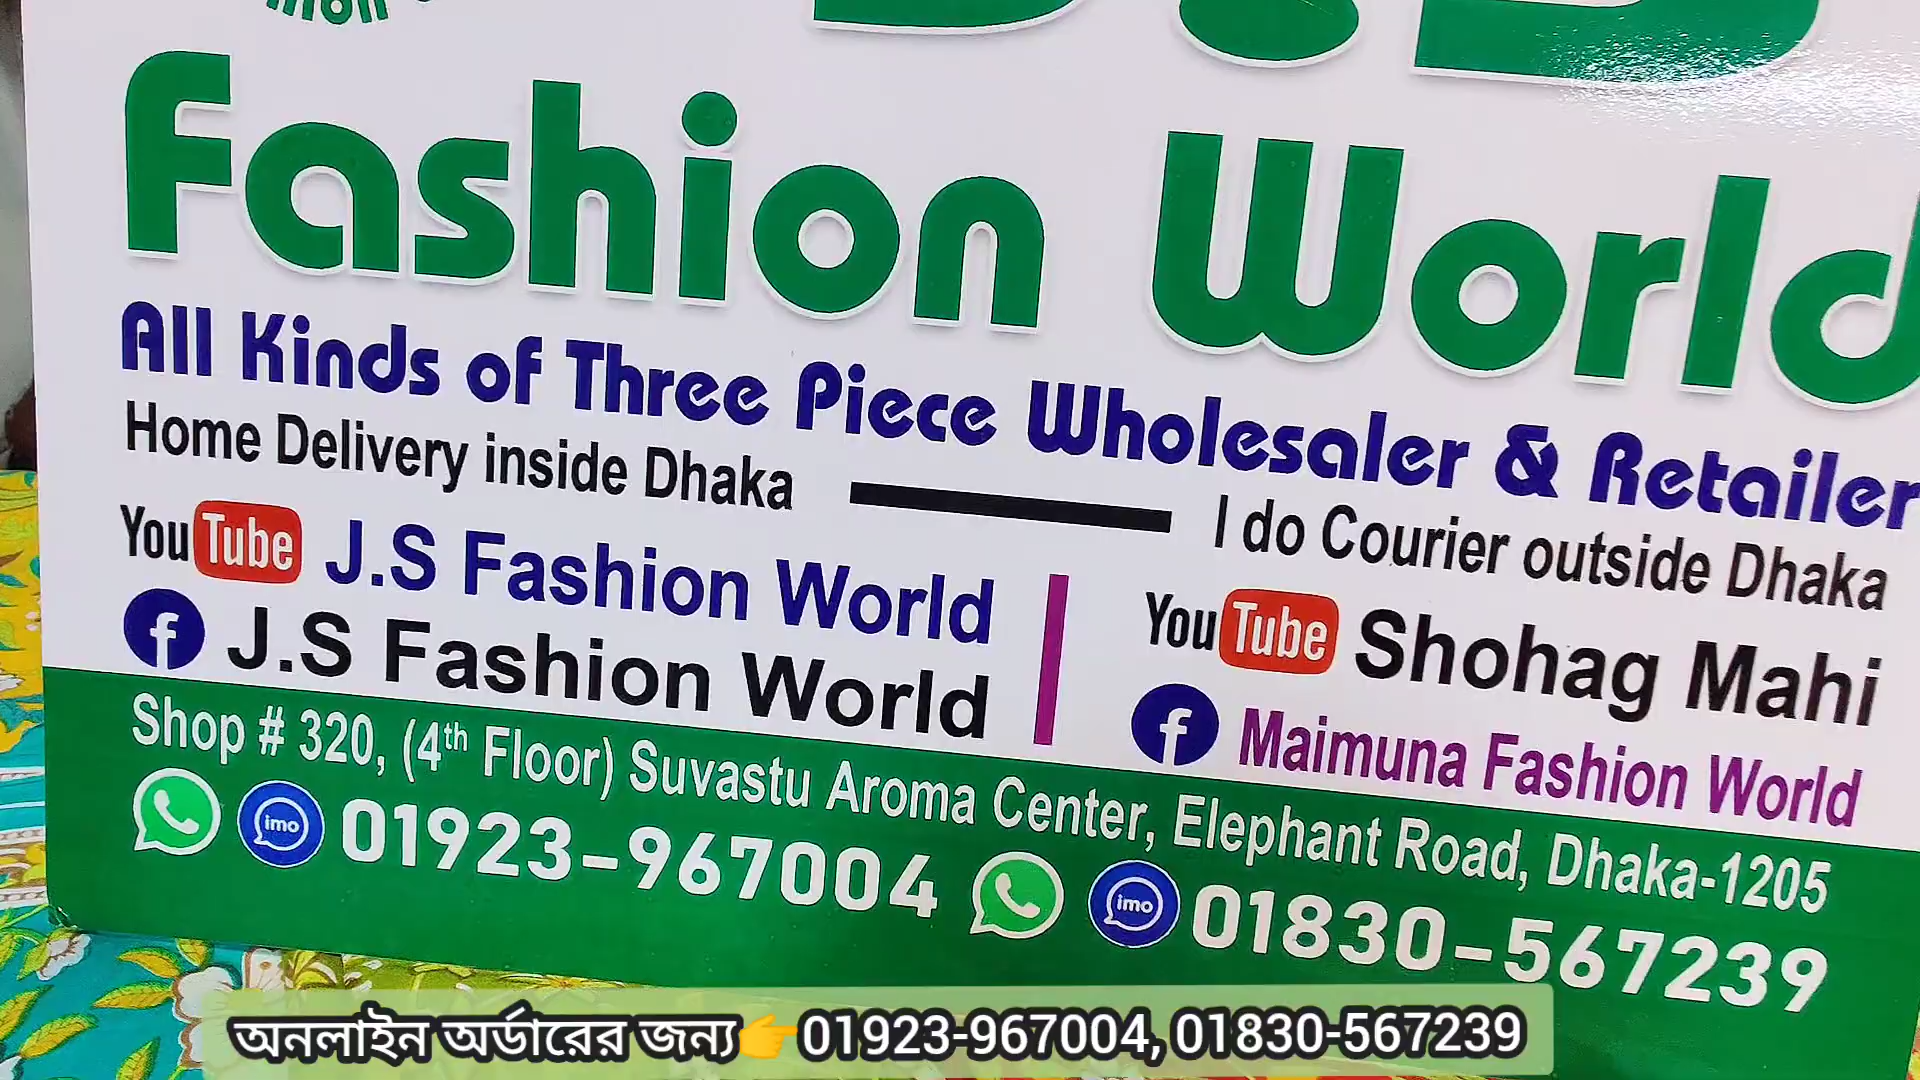 Fashion World
All Kinds of Three Piece Wholesaler & Retailer
Home Delivery inside Dhaka — I do Courier outside Dhaka
YouTube J.S Fashion World
f J.S Fashion World
YouTube Shohag Mahi
f Maimuna Fashion World
Shop # 320, (4th Floor) Suvastu Aroma Center, Elephant Road, Dhaka-1205
imo 01923-967004 imo 01830-567239
অনলাইন অর্ডারের জন্য👉01923-967004, 01830-567239